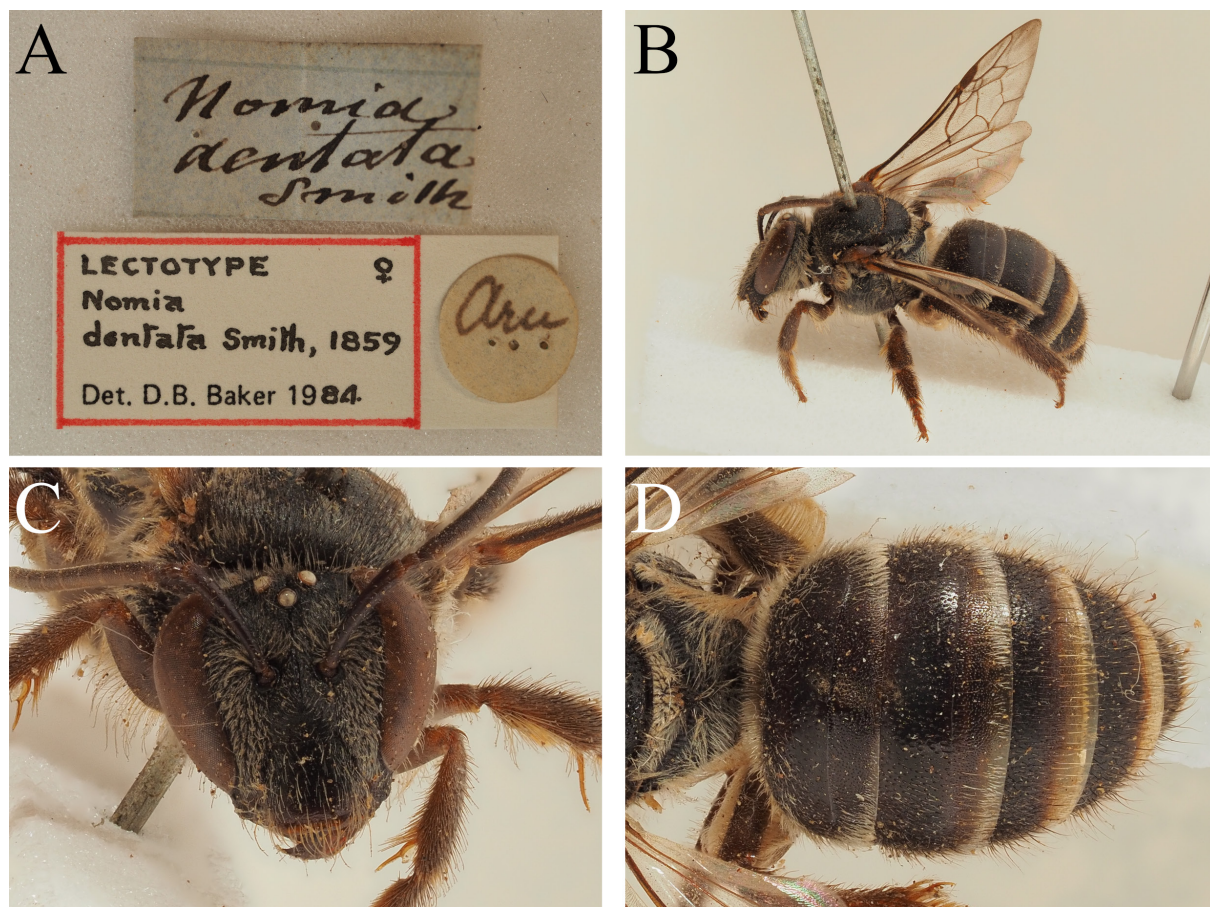 A
Nomia
dentata
Smith
LECTOTYPE ♀
Nomia
dentata Smith, 1859
Det. D.B. Baker 1984.
Aru
B
C
D